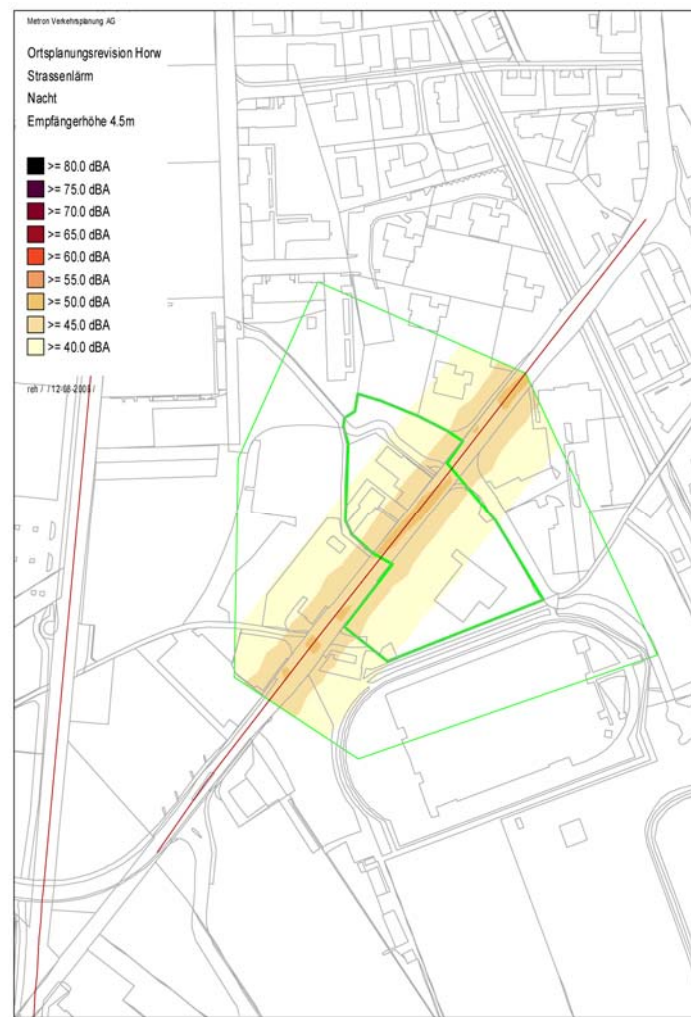 Metron Verkehrsplanung AG
Ortsplanungsrevision Horw
Strassenlärm
Nacht
Empfängerhöhe 4.5m
>= 80.0 dBA
>= 75.0 dBA
>= 70.0 dBA
>= 65.0 dBA
>= 60.0 dBA
>= 55.0 dBA
>= 50.0 dBA
>= 45.0 dBA
>= 40.0 dBA